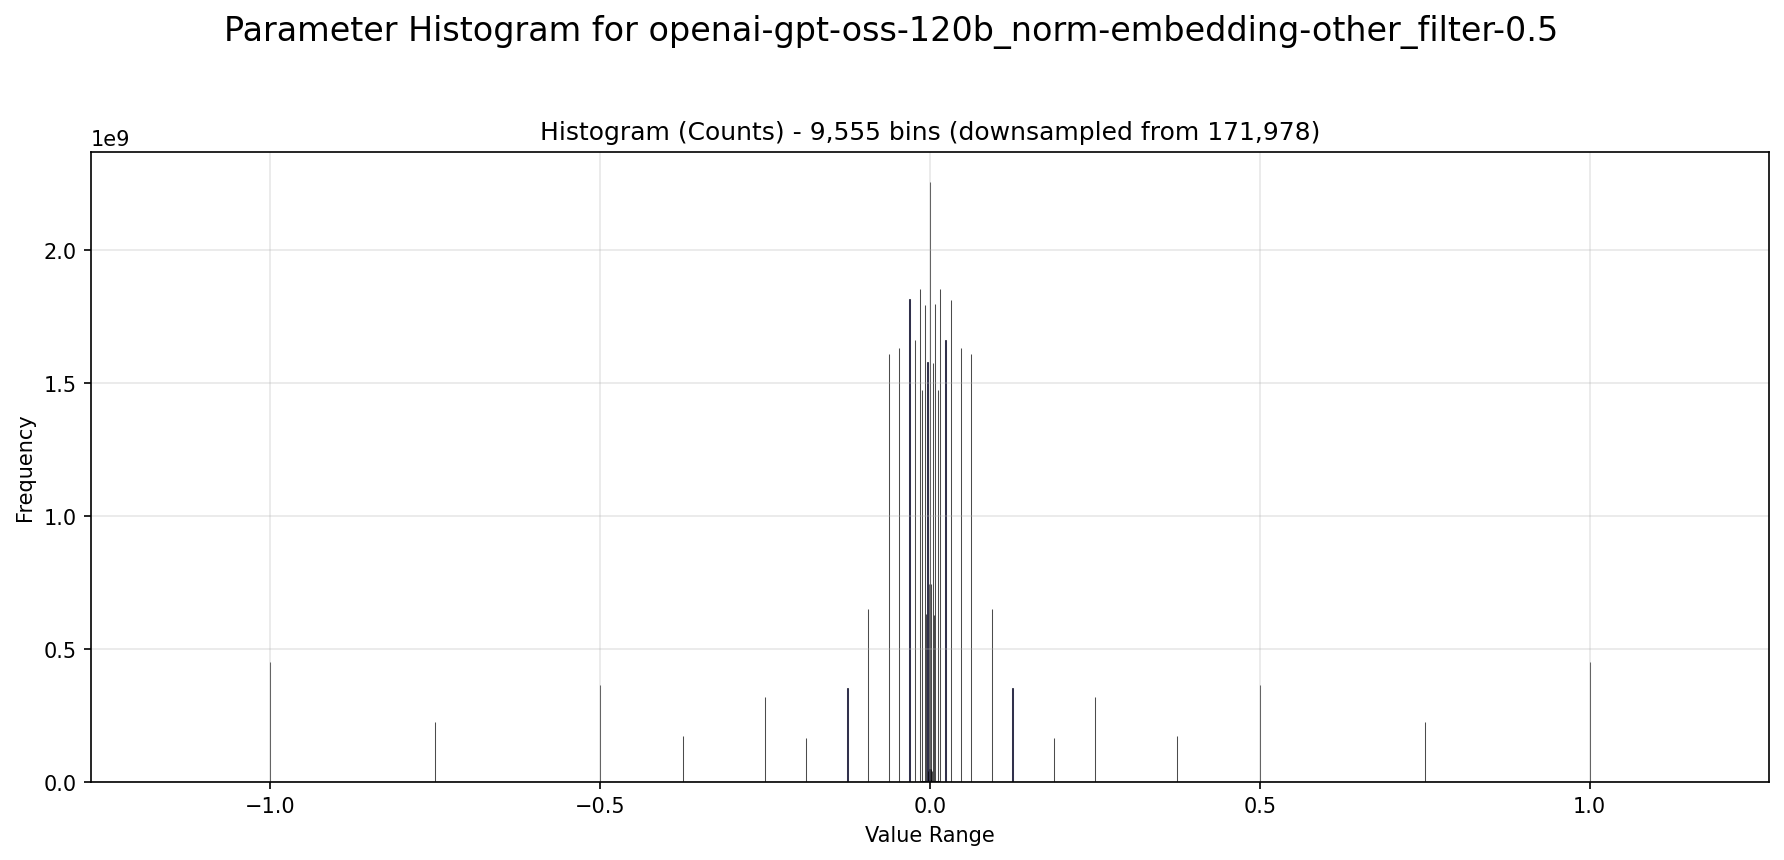 Parameter Histogram for openai-gpt-oss-120b_norm-embedding-other_filter-0.5
Histogram (Counts) - 9,555 bins (downsampled from 171,978)
1e9
2.0
1.5
1.0
0.5
0.0
Frequency
−1.0 −0.5 0.0 0.5 1.0
Value Range